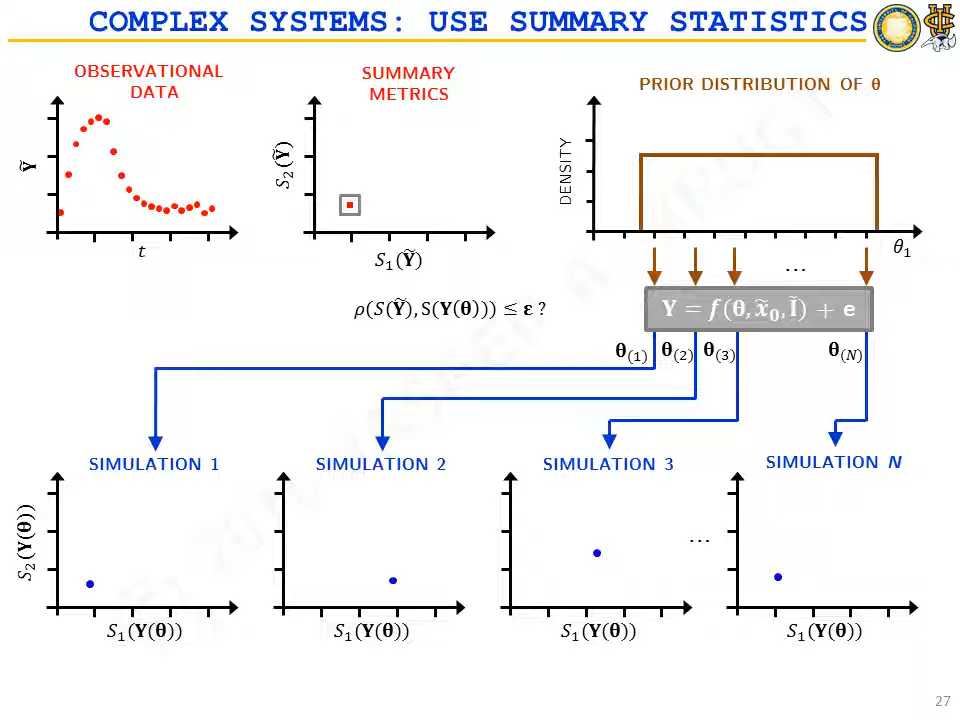 COMPLEX SYSTEMS: USE SUMMARY STATISTICS
OBSERVATIONAL
DATA
Ỹ
t
SUMMARY
METRICS
S₂(Ỹ)
S₁(Ỹ)
PRIOR DISTRIBUTION OF θ
DENSITY
θ₁
...
ρ(S(Ỹ), S(Y(θ))) ≤ ε ?
Y = f(θ, x̃₀, Ĩ) + e
θ(1) θ(2) θ(3) θ(N)
SIMULATION 1
SIMULATION 2
SIMULATION 3
SIMULATION N
S₂(Y(θ))
...
S₁(Y(θ))
S₁(Y(θ))
S₁(Y(θ))
S₁(Y(θ))
27